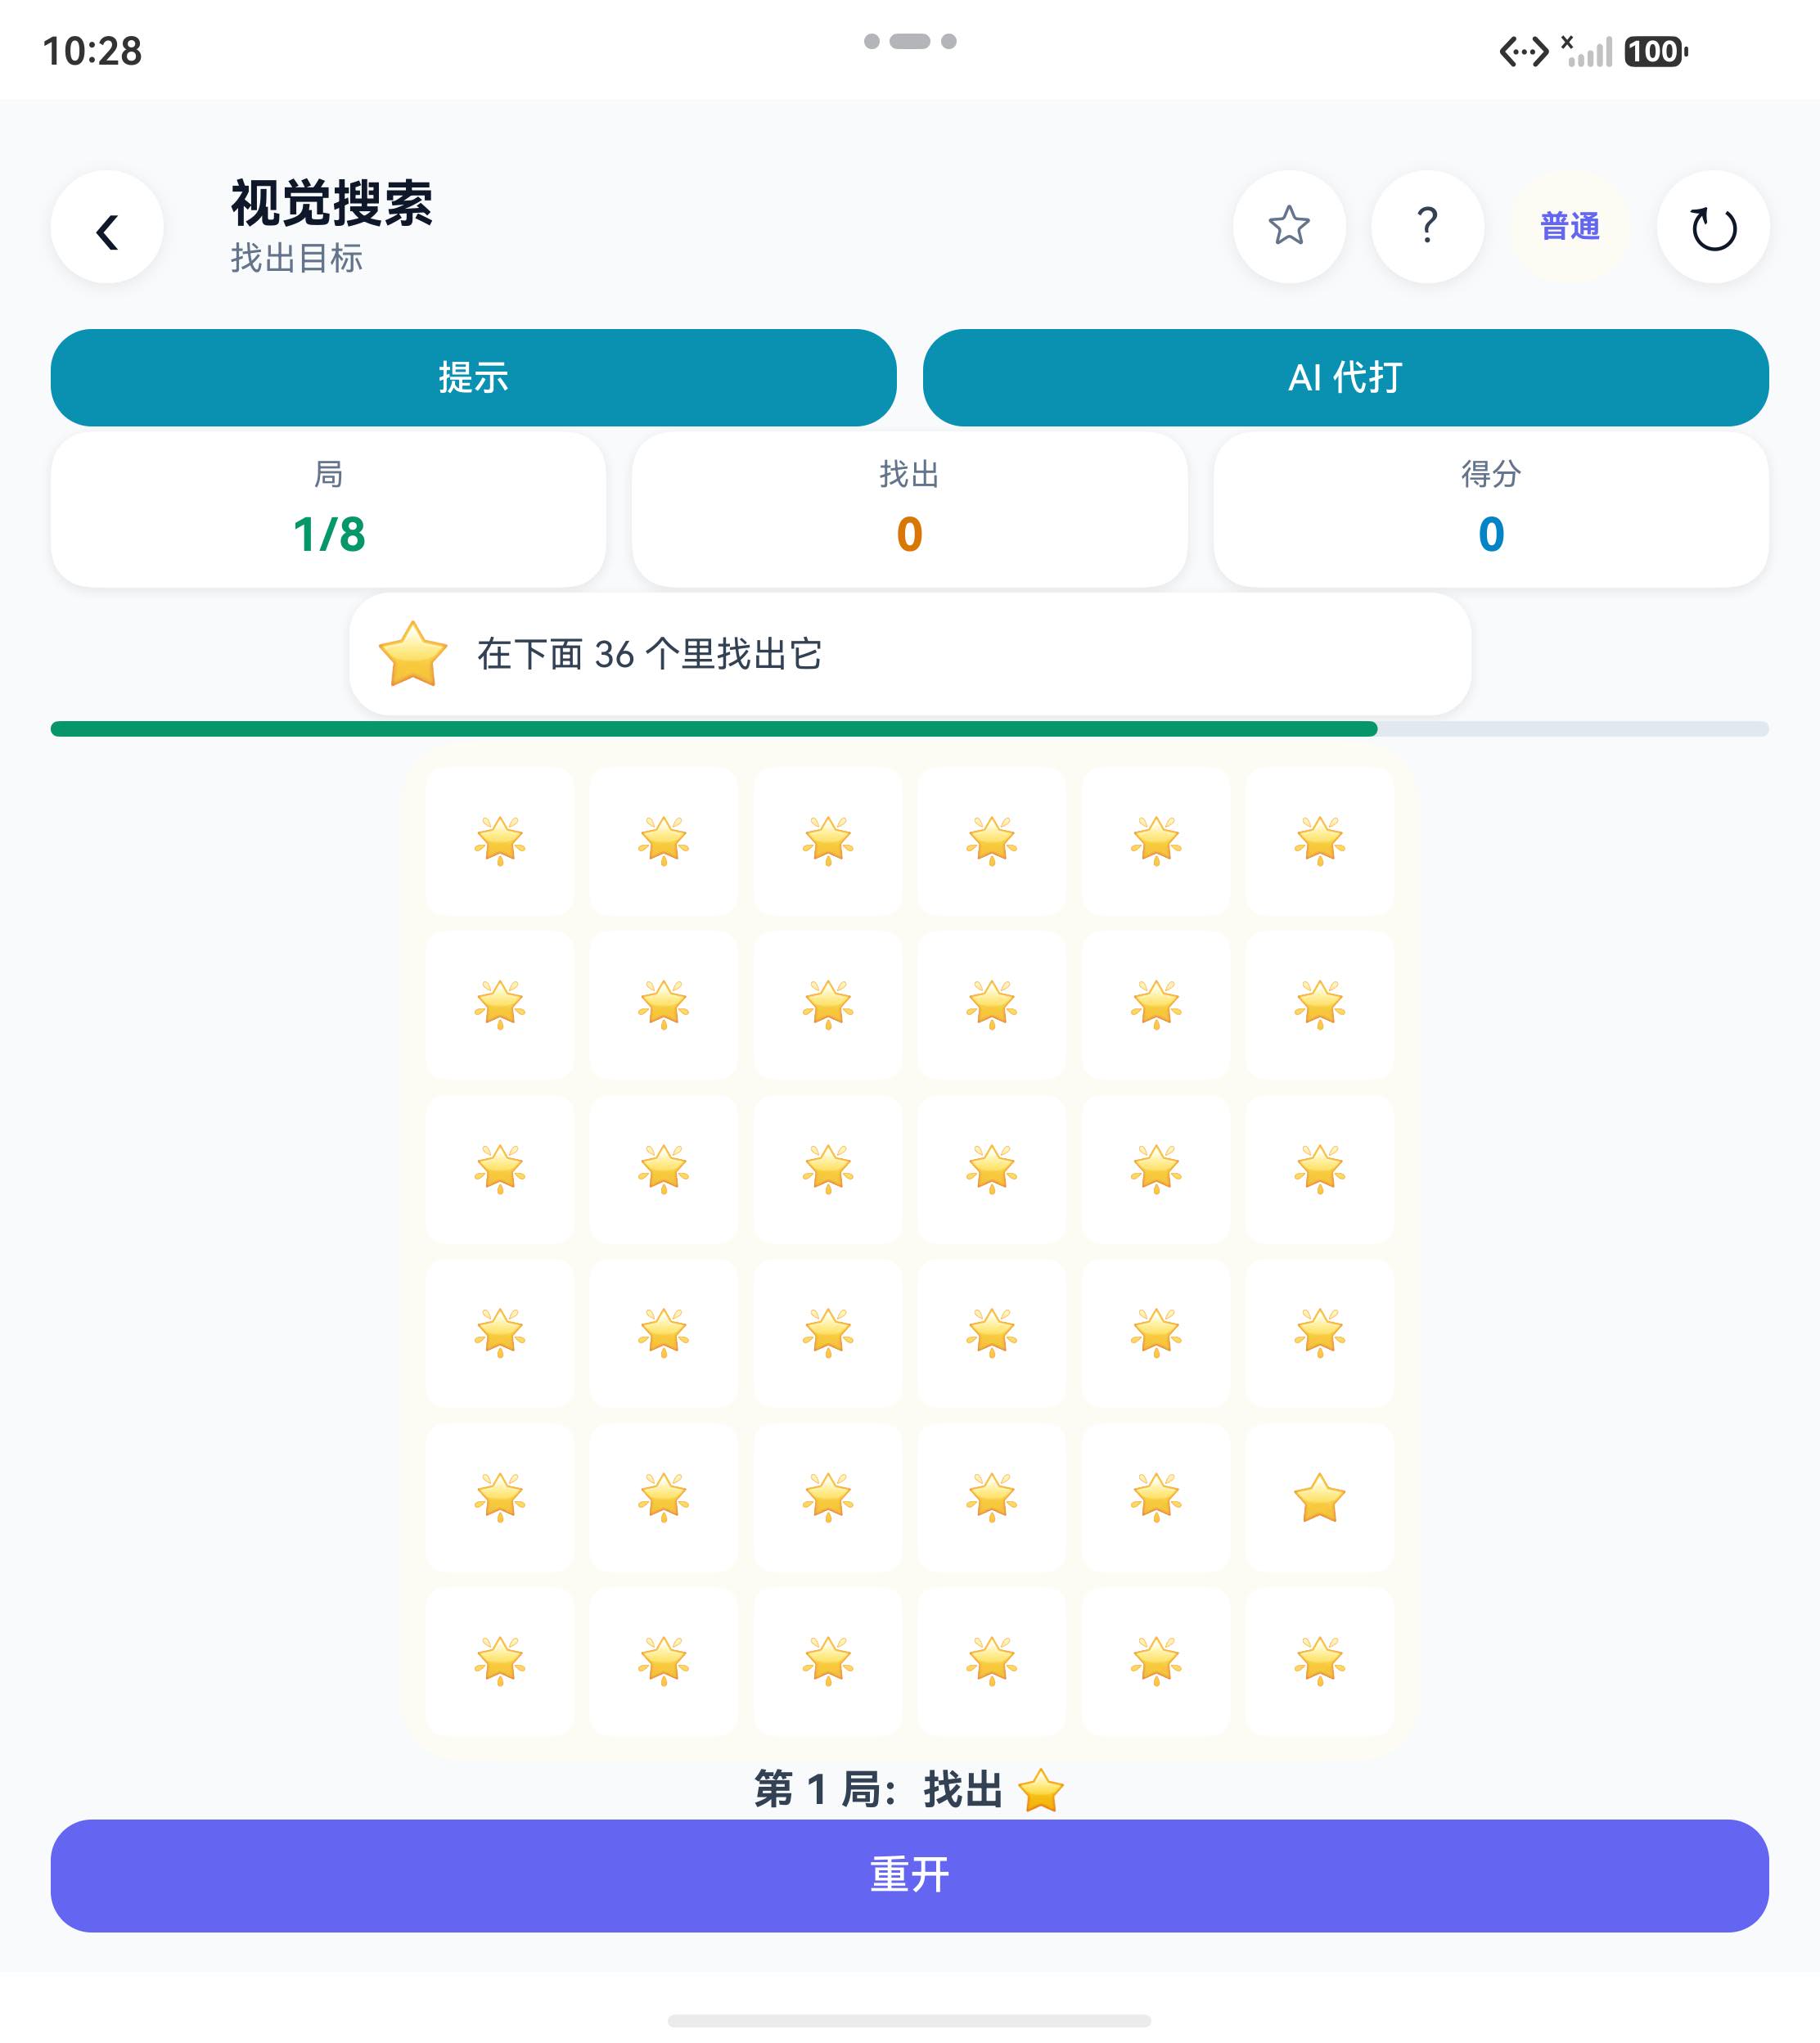 10:28
100
视觉搜索
找出目标
?
普通
提示
AI 代打
局
1/8
找出
0
得分
0
在下面 36 个里找出它
第 1 局：找出 ⭐
重开